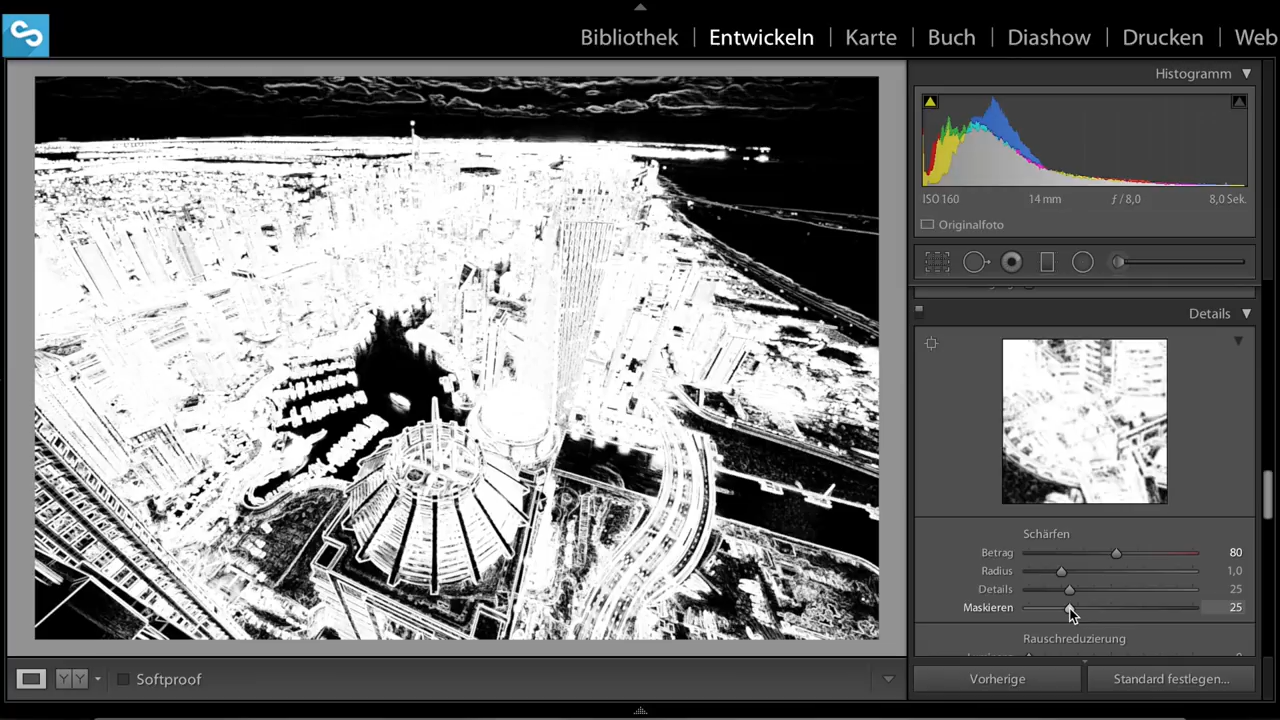 Bibliothek | Entwickeln | Karte | Buch | Diashow | Drucken | Web
Histogramm
ISO 160 14 mm ƒ / 8,0 8,0 Sek.
Originalfoto
Details
Schärfen
Betrag 80
Radius 1,0
Details 25
Maskieren 25
Rauschreduzierung
YY Softproof
Vorherige Standard festlegen...